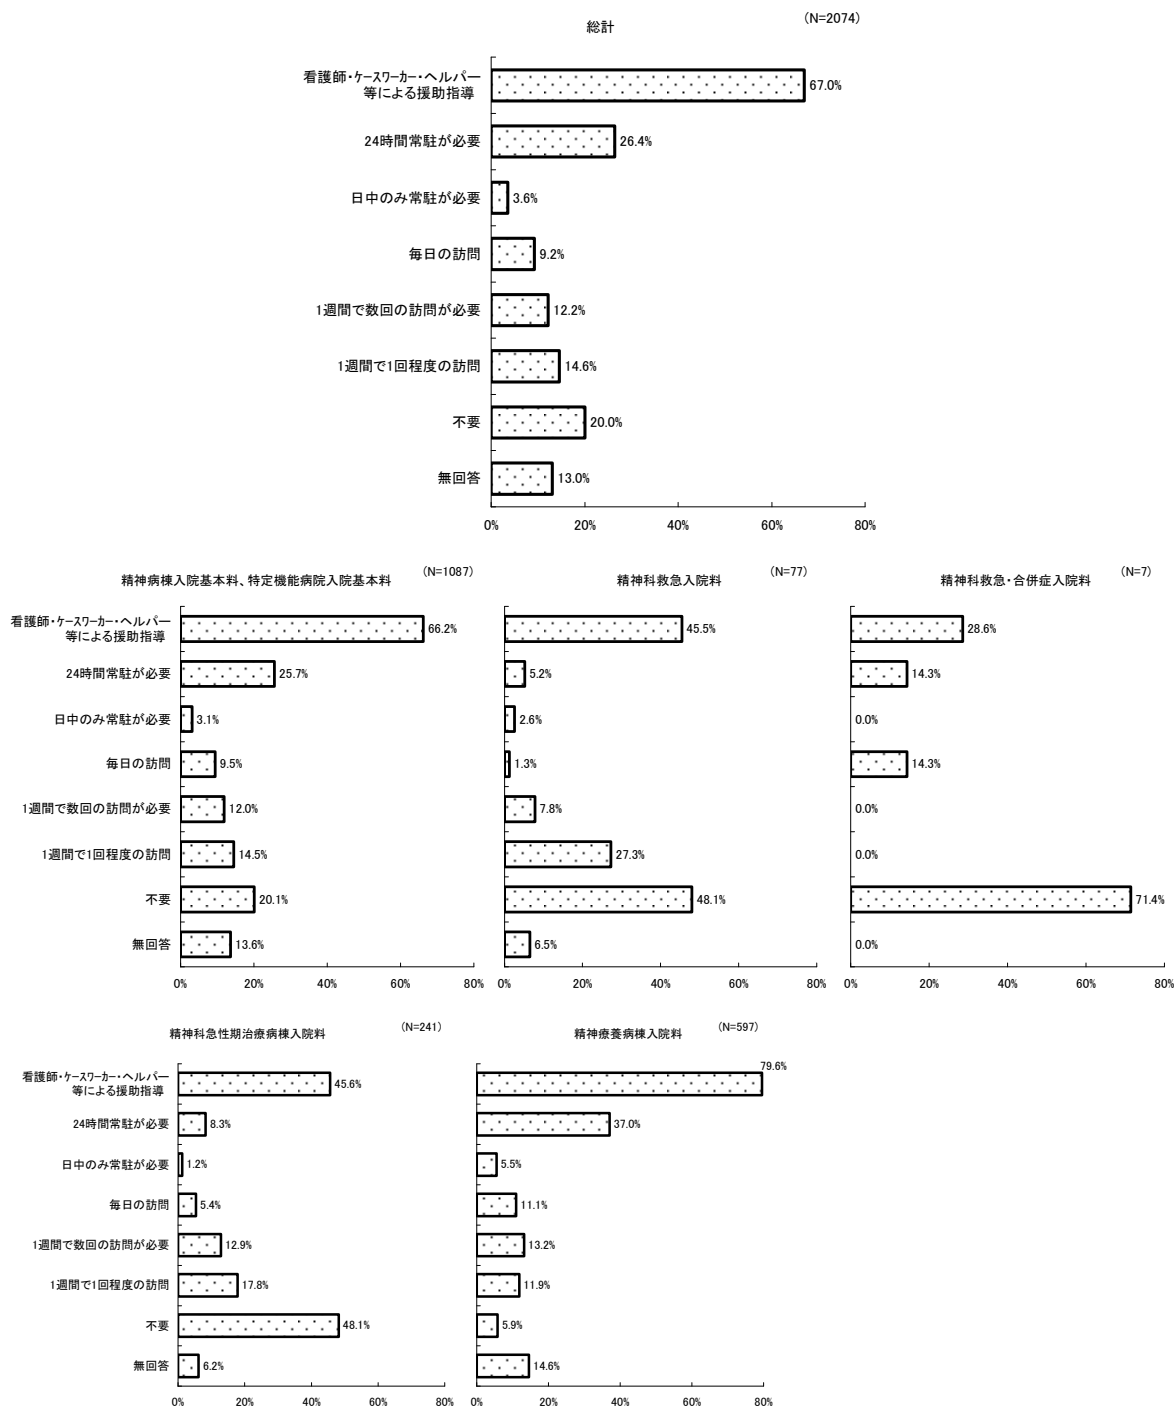 総計
（N=2074）
看護師・ケースワーカー・ヘルパー
等による援助指導
67.0%
24時間常駐が必要
26.4%
日中のみ常駐が必要
3.6%
毎日の訪問
9.2%
1週間で数回の訪問が必要
12.2%
1週間で1回程度の訪問
14.6%
不要
20.0%
無回答
13.0%
0% 20% 40% 60% 80%
精神病棟入院基本料、特定機能病院入院基本料
（N=1087）
看護師・ケースワーカー・ヘルパー
等による援助指導
66.2%
24時間常駐が必要
25.7%
日中のみ常駐が必要
3.1%
毎日の訪問
9.5%
1週間で数回の訪問が必要
12.0%
1週間で1回程度の訪問
14.5%
不要
20.1%
無回答
13.6%
0% 20% 40% 60% 80%
精神科救急入院料
（N=77）
45.5%
5.2%
2.6%
1.3%
7.8%
27.3%
48.1%
6.5%
0% 20% 40% 60% 80%
精神科救急・合併症入院料
（N=7）
28.6%
14.3%
0.0%
14.3%
0.0%
0.0%
71.4%
0.0%
0% 20% 40% 60% 80%
精神科急性期治療病棟入院料
（N=241）
看護師・ケースワーカー・ヘルパー
等による援助指導
45.6%
24時間常駐が必要
8.3%
日中のみ常駐が必要
1.2%
毎日の訪問
5.4%
1週間で数回の訪問が必要
12.9%
1週間で1回程度の訪問
17.8%
不要
48.1%
無回答
6.2%
0% 20% 40% 60% 80%
精神療養病棟入院料
（N=597）
79.6%
37.0%
5.5%
11.1%
13.2%
11.9%
5.9%
14.6%
0% 20% 40% 60% 80%